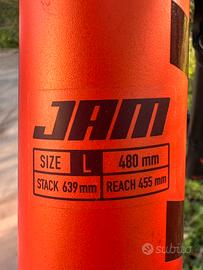 JAM
SIZE L 480 mm
STACK 639 mm REACH 455 mm
subito